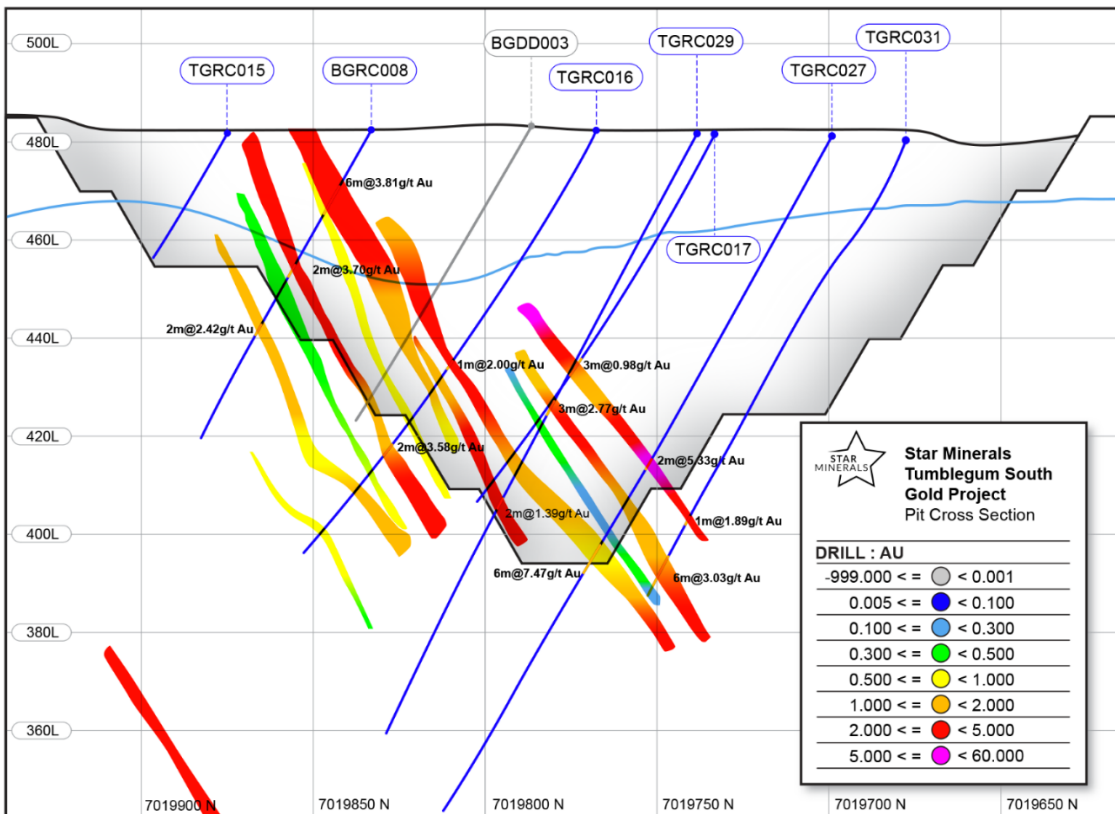 500L
480L
460L
440L
420L
400L
380L
360L
TGRC015
BGRC008
BGDD003
TGRC016
TGRC029
TGRC027
TGRC031
TGRC017
6m@3.81g/t Au
2m@3.70g/t Au
2m@2.42g/t Au
1m@2.00g/t Au
3m@0.98g/t Au
3m@2.77g/t Au
2m@3.58g/t Au
2m@5.33g/t Au
2m@1.39g/t Au
1m@1.89g/t Au
6m@7.47g/t Au
6m@3.03g/t Au
7019900 N
7019850 N
7019800 N
7019750 N
7019700 N
7019650 N
STAR
MINERALS
Star Minerals
Tumblegum South
Gold Project
Pit Cross Section
DRILL : AU
-999.000 < = < 0.001
0.005 < = < 0.100
0.100 < = < 0.300
0.300 < = < 0.500
0.500 < = < 1.000
1.000 < = < 2.000
2.000 < = < 5.000
5.000 < = < 60.000